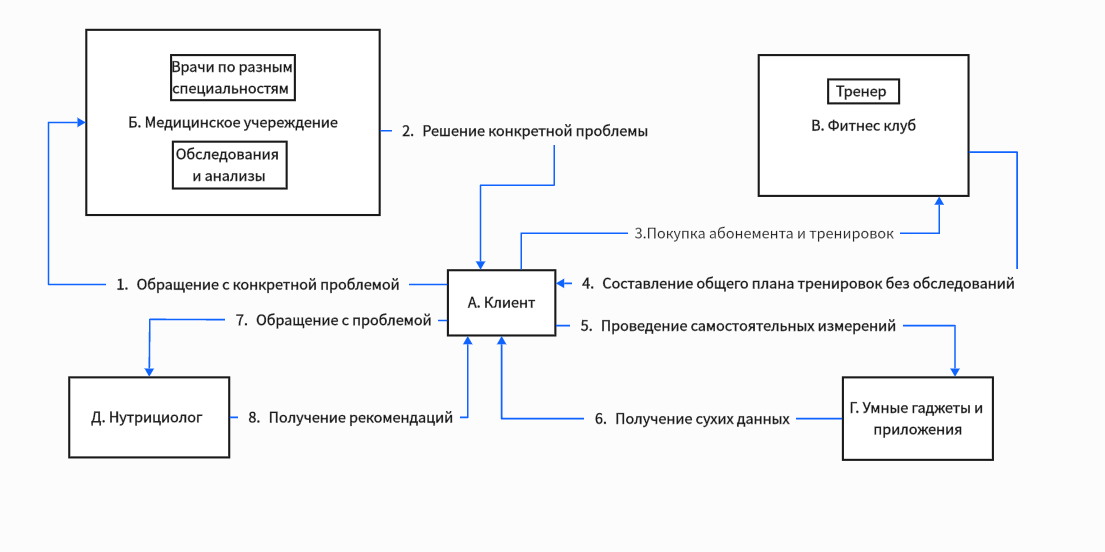 Врачи по разным
специальностям
Б. Медицинское учереждение
Обследования
и анализы
2. Решение конкретной проблемы
Тренер
В. Фитнес клуб
3.Покупка абонемента и тренировок
1. Обращение с конкретной проблемой
А. Клиент
4. Составление общего плана тренировок без обследований
7. Обращение с проблемой
5. Проведение самостоятельных измерений
Д. Нутрициолог
8. Получение рекомендаций
6. Получение сухих данных
Г. Умные гаджеты и
приложения